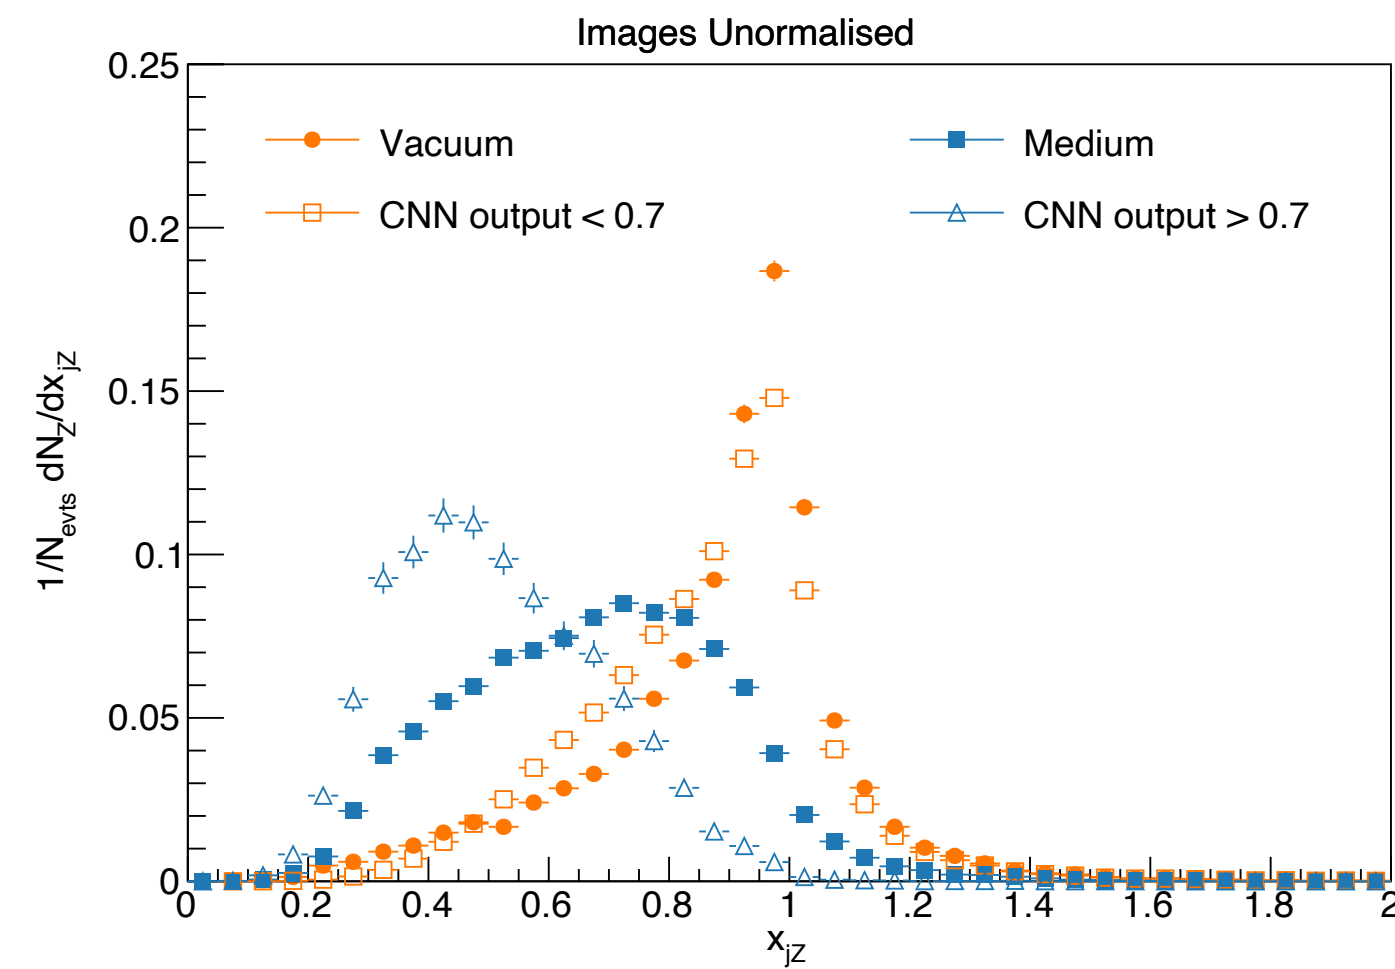 Images Unormalised
0.25
Vacuum
Medium
CNN output < 0.7
CNN output > 0.7
0.2
0.15
0.1
0.05
0
1/N_evts dN_Z/dx_jZ
0 0.2 0.4 0.6 0.8 1 1.2 1.4 1.6 1.8 2
x_jZ